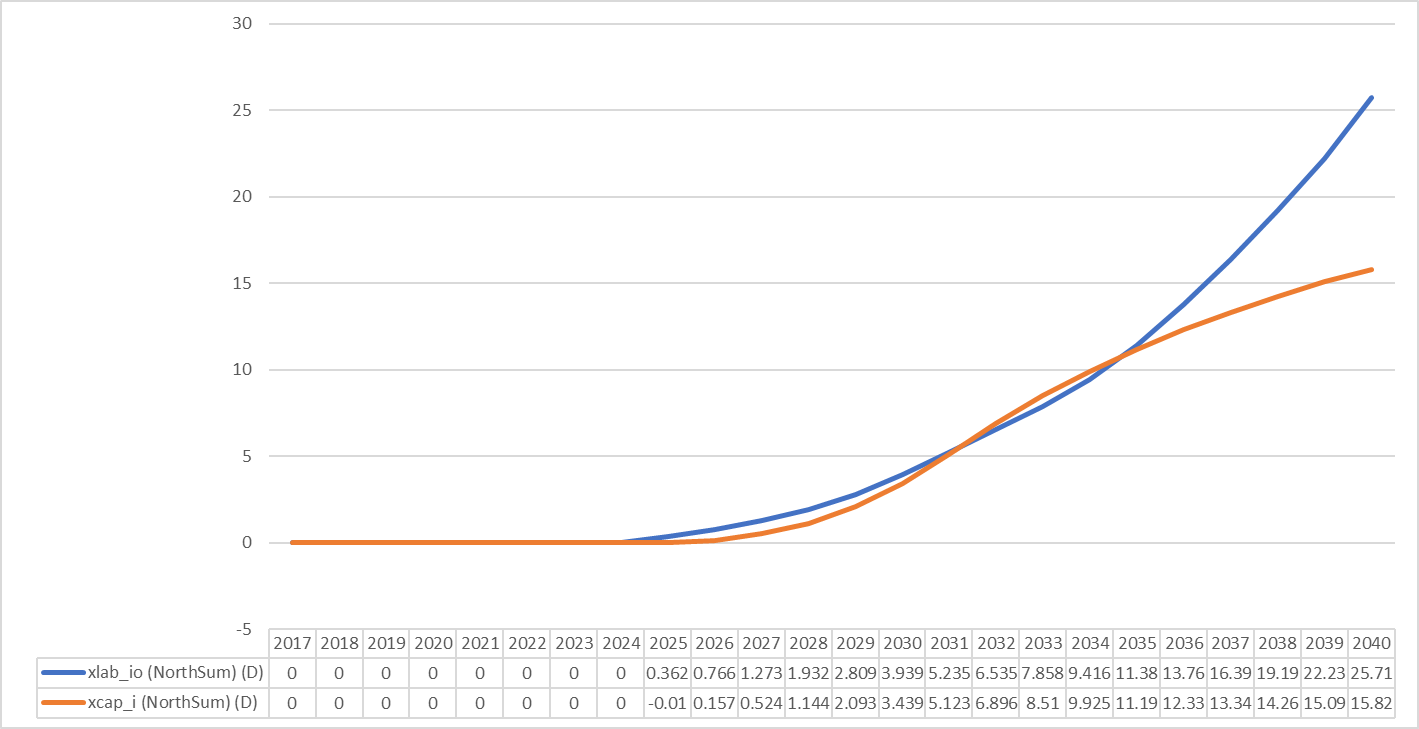 30
25
20
15
10
5
0
-5
2017 2018 2019 2020 2021 2022 2023 2024 2025 2026 2027 2028 2029 2030 2031 2032 2033 2034 2035 2036 2037 2038 2039 2040
xlab_io (NorthSum) (D) 0 0 0 0 0 0 0 0 0.362 0.766 1.273 1.932 2.809 3.939 5.235 6.535 7.858 9.416 11.38 13.76 16.39 19.19 22.23 25.71
xcap_i (NorthSum) (D) 0 0 0 0 0 0 0 0 -0.01 0.157 0.524 1.144 2.093 3.439 5.123 6.896 8.51 9.925 11.19 12.33 13.34 14.26 15.09 15.82